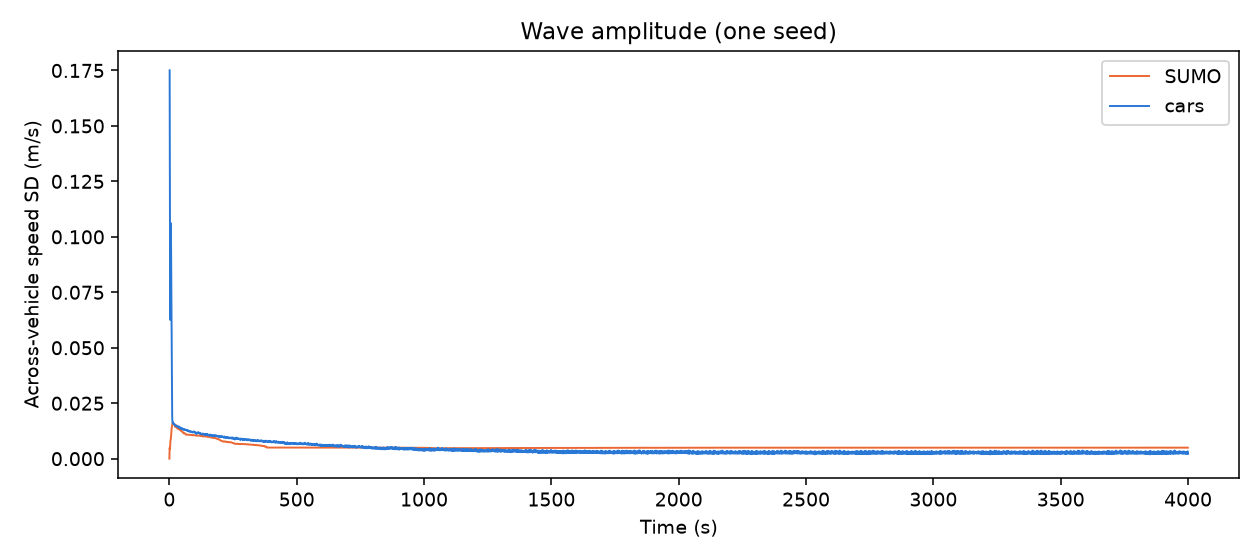 Wave amplitude (one seed)
SUMO
cars
Across-vehicle speed SD (m/s)
0.175
0.150
0.125
0.100
0.075
0.050
0.025
0.000
0 500 1000 1500 2000 2500 3000 3500 4000
Time (s)